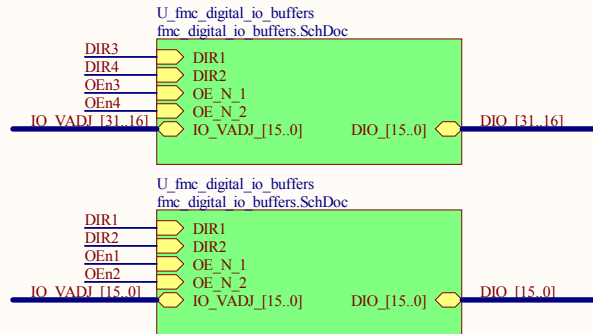 U_fmc_digital_io_buffers
fmc_digital_io_buffers.SchDoc
DIR3 DIR1
DIR4 DIR2
OEn3 OE_N_1
OEn4 OE_N_2
IO_VADJ_[31..16] IO_VADJ_[15..0] DIO_[15..0] DIO_[31..16]
U_fmc_digital_io_buffers
fmc_digital_io_buffers.SchDoc
DIR1 DIR1
DIR2 DIR2
OEn1 OE_N_1
OEn2 OE_N_2
IO_VADJ_[15..0] IO_VADJ_[15..0] DIO_[15..0] DIO_[15..0]